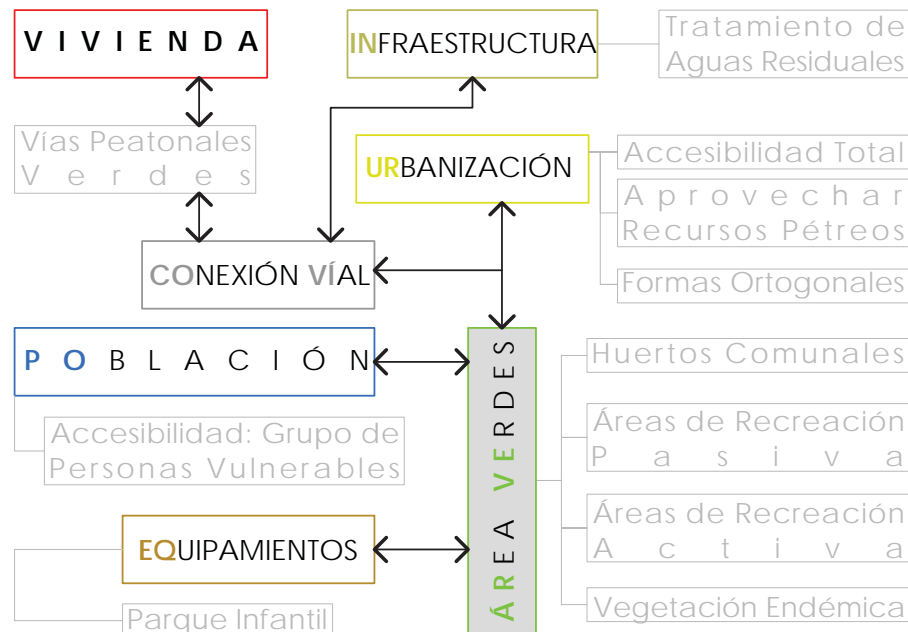 VIVIENDA
INFRAESTRUCTURA
Tratamiento de
Aguas Residuales
Vías Peatonales
Verdes
URBANIZACIÓN
Accesibilidad Total
Aprovechar
Recursos Pétreos
CONEXIÓN VÍAL
Formas Ortogonales
POBLACIÓN
ÁREA VERDES
Huertos Comunales
Accesibilidad: Grupo de
Personas Vulnerables
Áreas de Recreación
Pasiva
EQUIPAMIENTOS
Áreas de Recreación
Activa
Parque Infantil
Vegetación Endémica